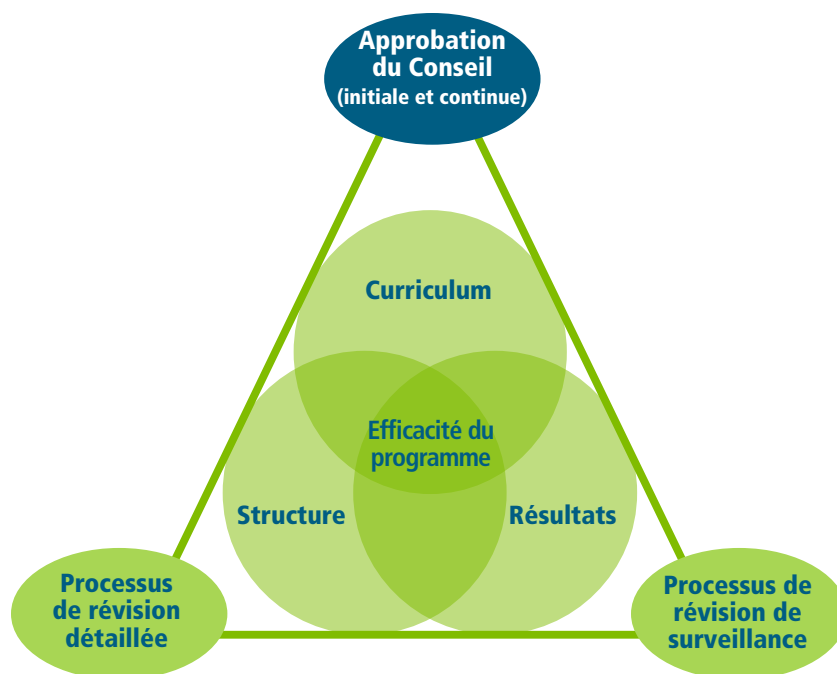 Approbation
du Conseil
(initiale et continue)
Curriculum
Efficacité du
programme
Structure
Résultats
Processus
de révision
détaillée
Processus de
révision de
surveillance